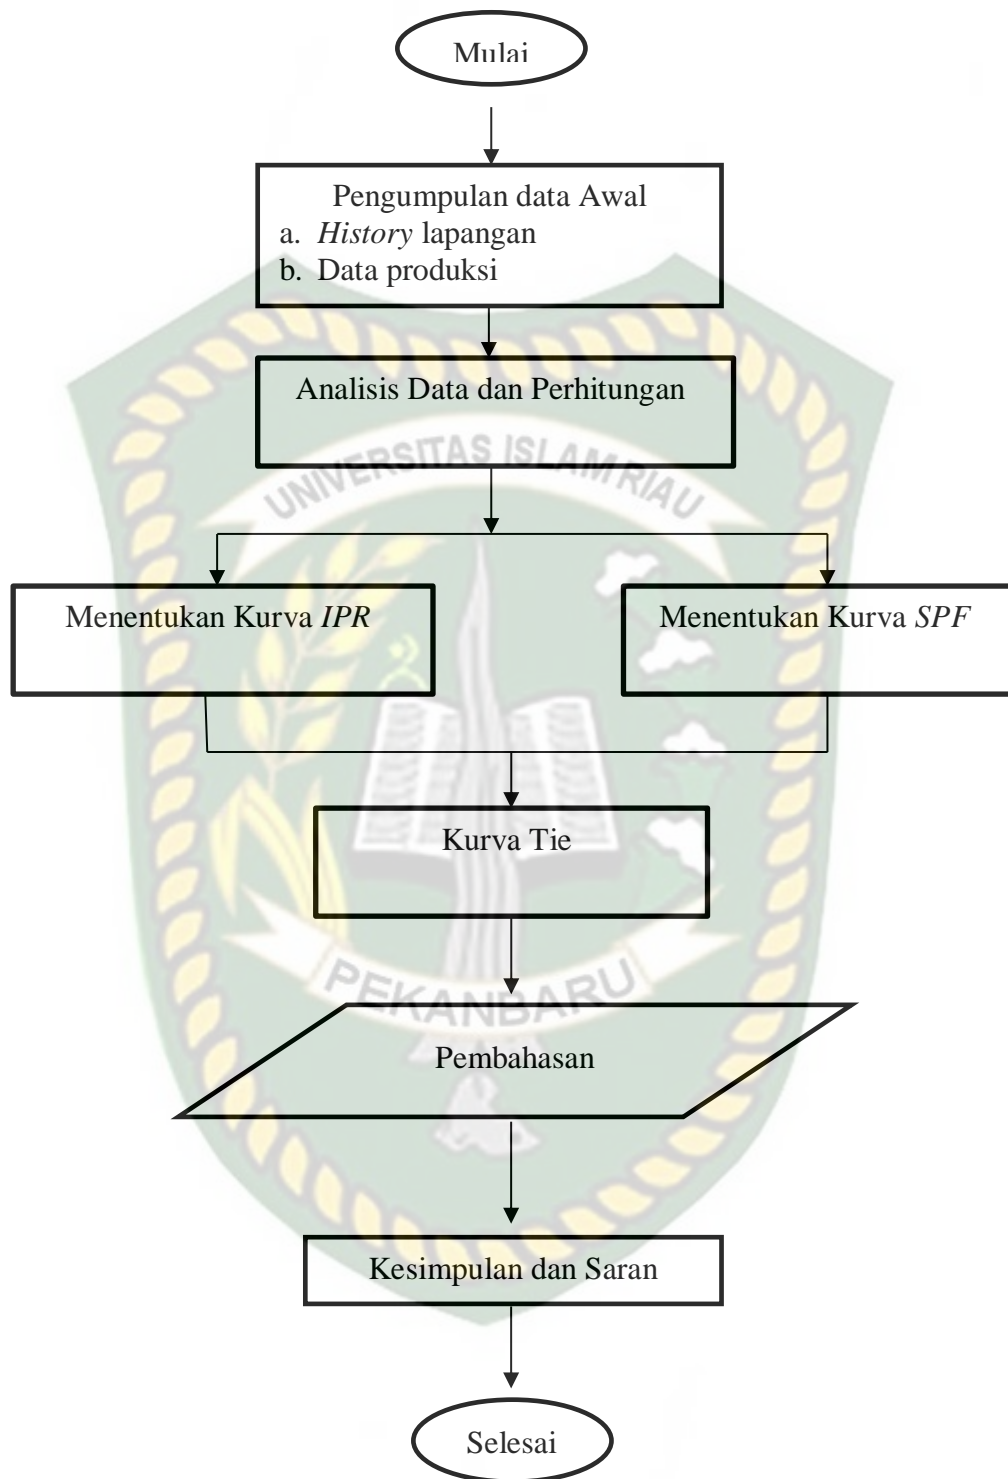 Mulai
Pengumpulan data Awal
a. History lapangan
b. Data produksi
Analisis Data dan Perhitungan
UNIVERSITAS ISLAM RIAU
Menentukan Kurva IPR
Menentukan Kurva SPF
Kurva Tie
PEKANBARU
Pembahasan
Kesimpulan dan Saran
Selesai